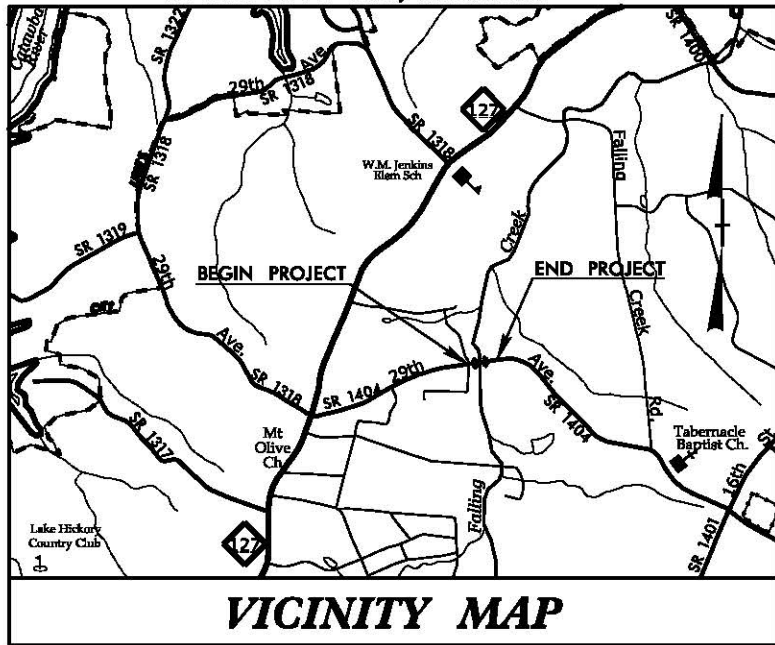 Catawba
River
SR 1322
29th
Ave
SR 1318
SR 1318
SR 1319
29th
Ave.
SR 1318
SR 1317
SR 1318
127
W.M. Jenkins
Elem Sch
SR 1400
Falling
Creek
Rd.
Creek
BEGIN PROJECT
END PROJECT
SR 1404
29th
Ave.
SR 1404
Mt
Olive
Ch
Falling
Tabernacle
Baptist Ch.
16th
St
SR 1401
Lake Hickory
Country Club
127
VICINITY MAP